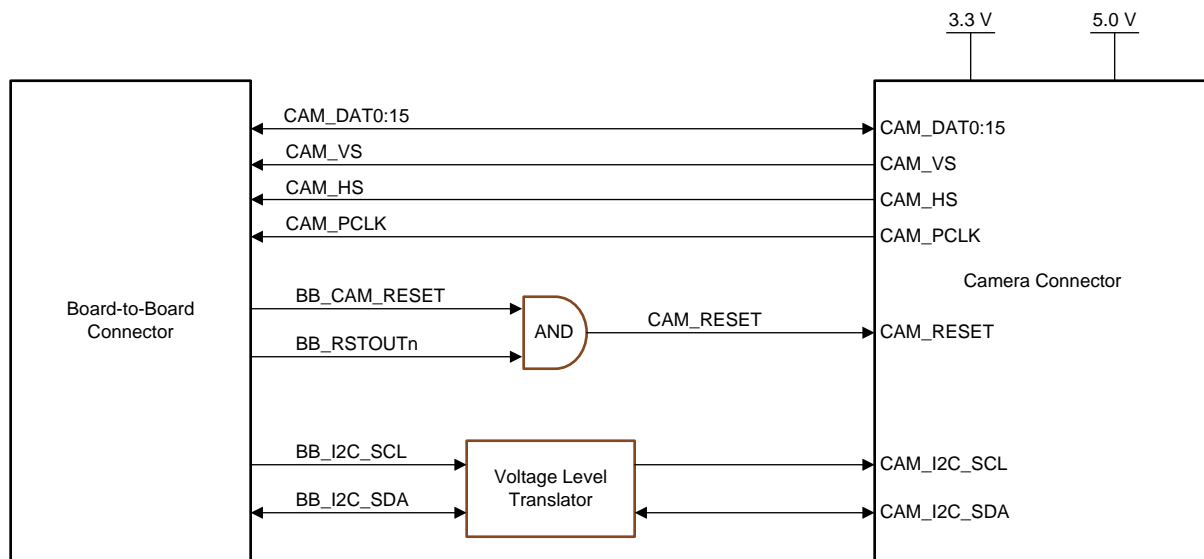 3.3 V
5.0 V
CAM_DAT0:15
CAM_DAT0:15
CAM_VS
CAM_VS
CAM_HS
CAM_HS
CAM_PCLK
CAM_PCLK
Board-to-Board
Connector
Camera Connector
BB_CAM_RESET
BB_RSTOUTn
AND
CAM_RESET
CAM_RESET
BB_I2C_SCL
BB_I2C_SDA
Voltage Level
Translator
CAM_I2C_SCL
CAM_I2C_SDA